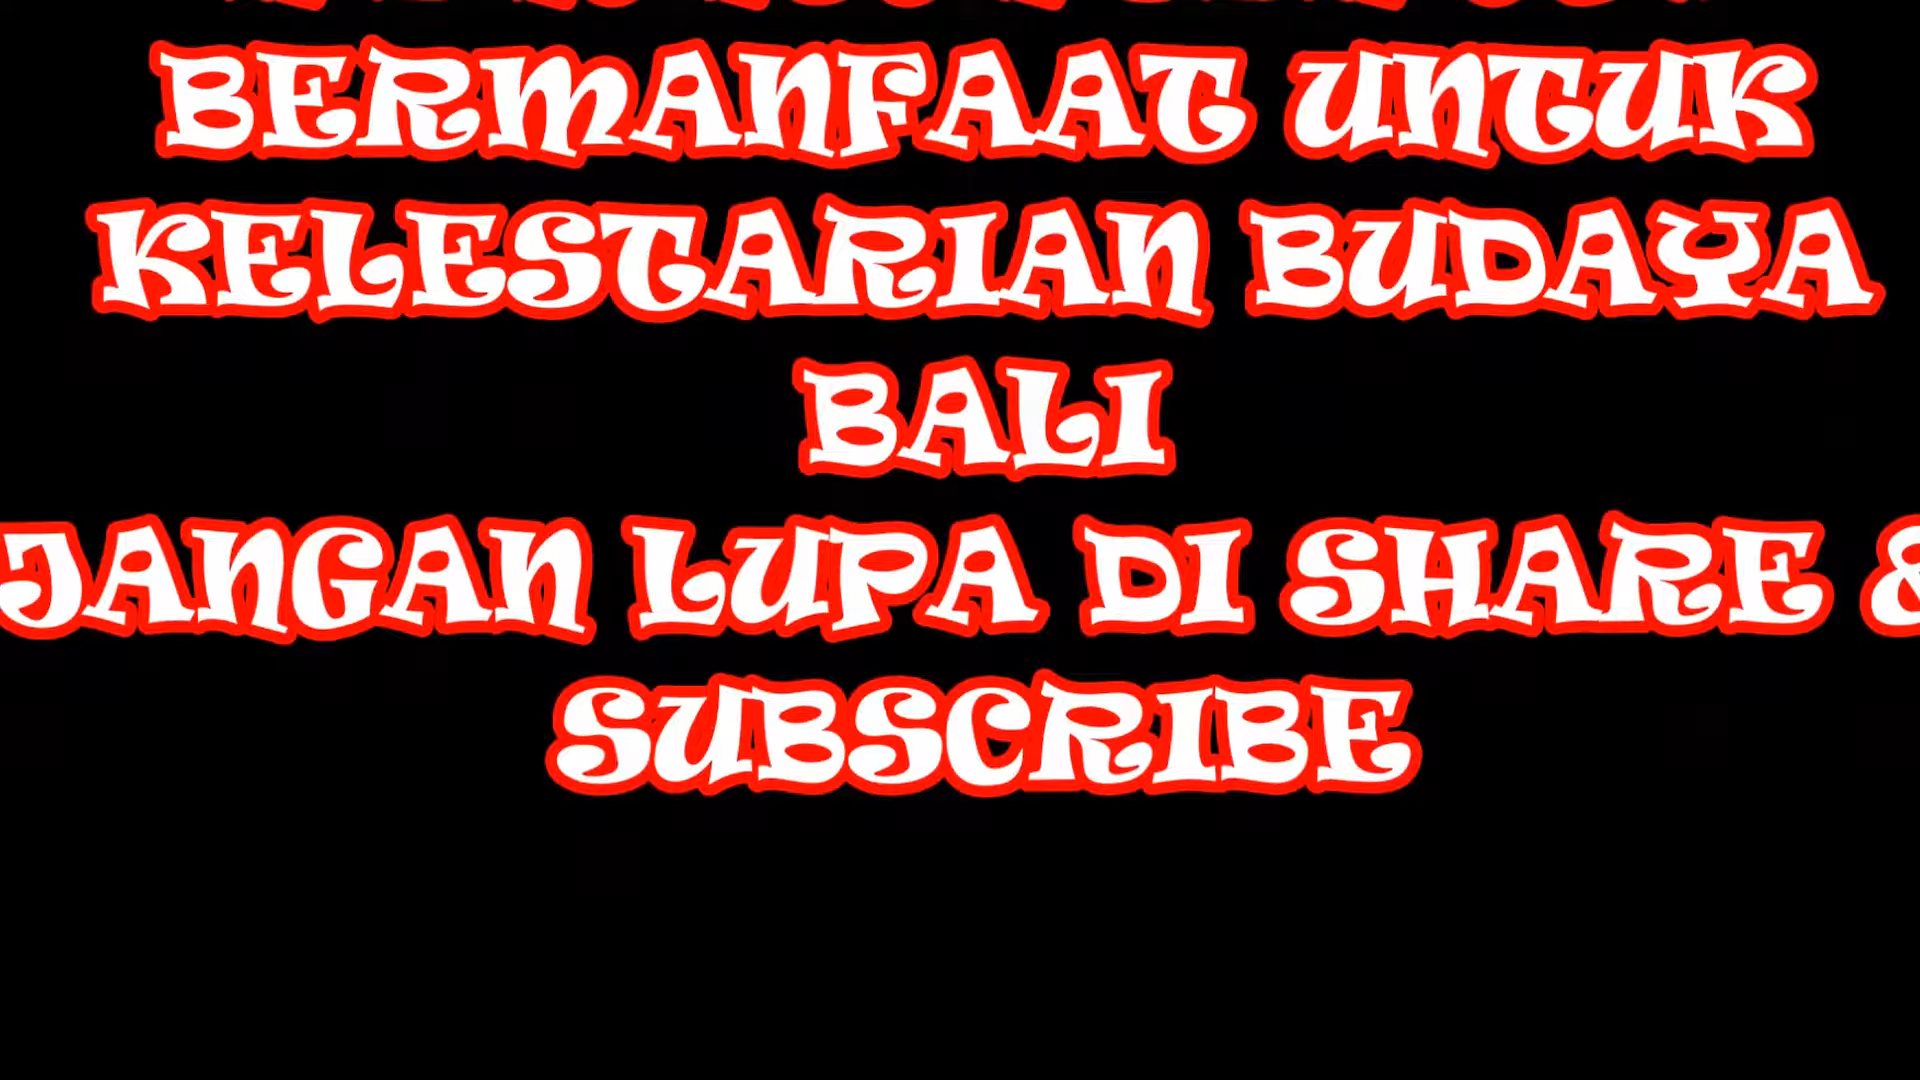 BERMANFAAT UNTUK
KELESTARIAN BUDAYA
BALI
JANGAN LUPA DI SHARE &
SUBSCRIBE